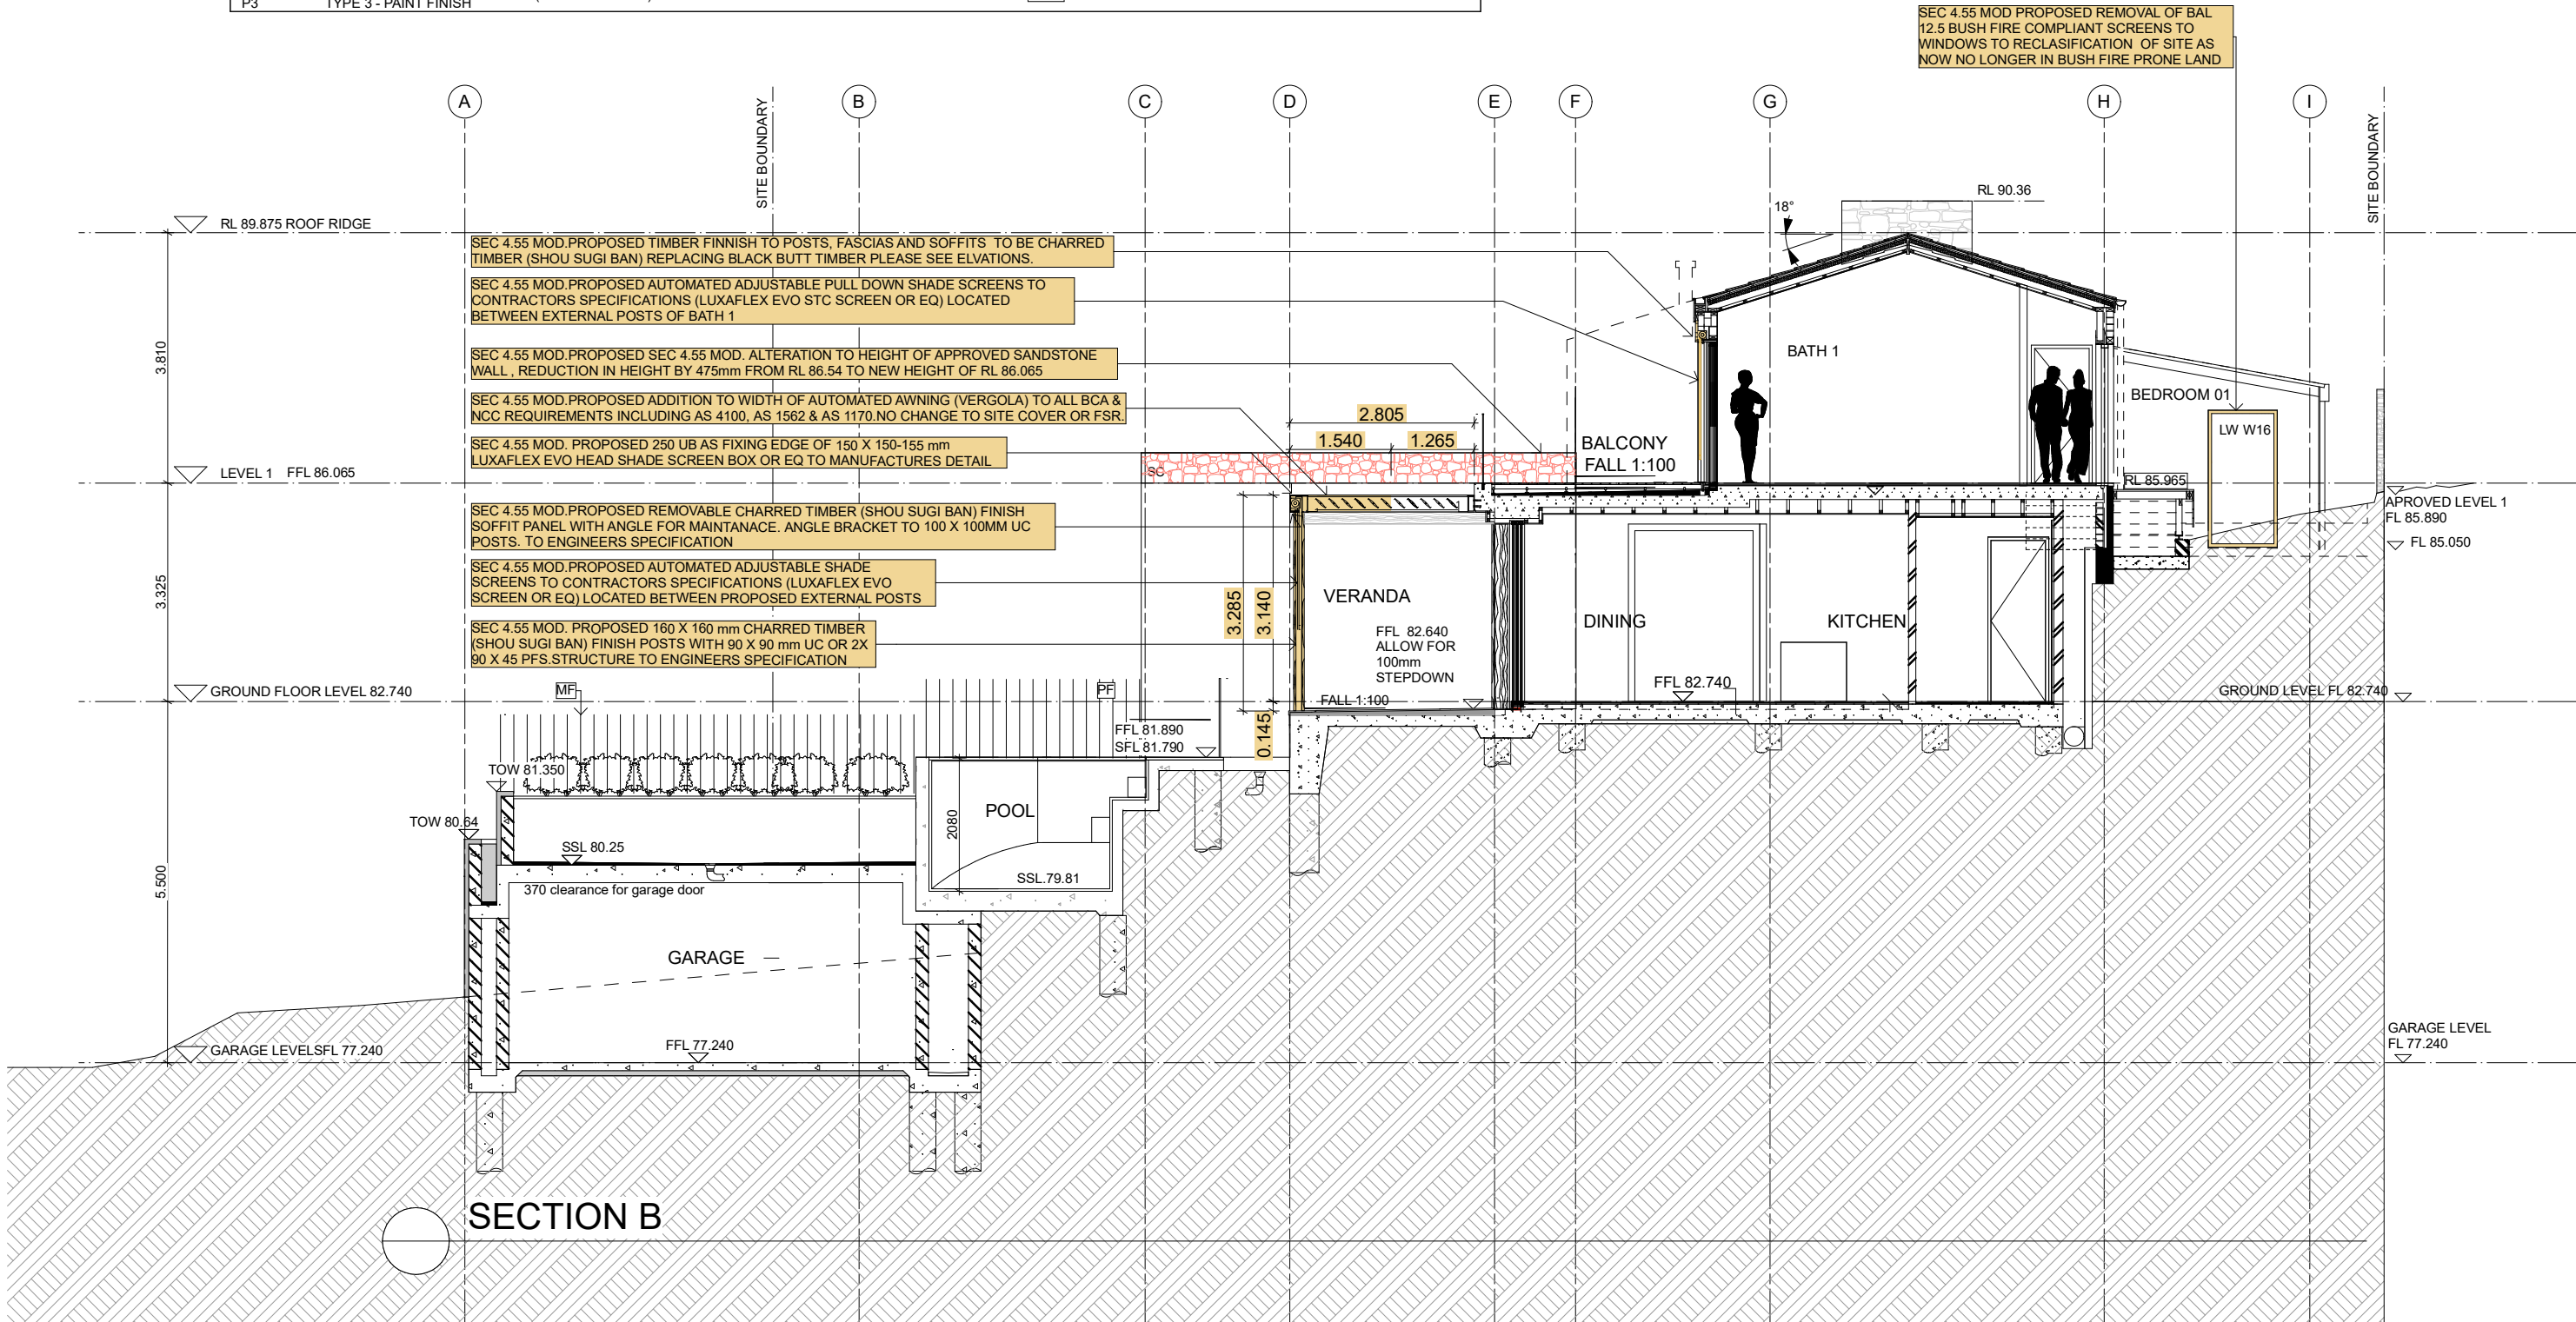 P3 TYPE 3 - PAINT FINISH
SEC 4.55 MOD PROPOSED REMOVAL OF BAL
12.5 BUSH FIRE COMPLIANT SCREENS TO
WINDOWS TO RECLASIFICATION OF SITE AS
NOW NO LONGER IN BUSH FIRE PRONE LAND
A
SITE BOUNDARY
B
C
D
E
F
G
H
I
SITE BOUNDARY
RL 90.36
18°
RL 89.875 ROOF RIDGE
SEC 4.55 MOD.PROPOSED TIMBER FINNISH TO POSTS, FASCIAS AND SOFFITS TO BE CHARRED
TIMBER (SHOU SUGI BAN) REPLACING BLACK BUTT TIMBER PLEASE SEE ELVATIONS.
SEC 4.55 MOD.PROPOSED AUTOMATED ADJUSTABLE PULL DOWN SHADE SCREENS TO
CONTRACTORS SPECIFICATIONS (LUXAFLEX EVO STC SCREEN OR EQ) LOCATED
BETWEEN EXTERNAL POSTS OF BATH 1
3.810
SEC 4.55 MOD.PROPOSED SEC 4.55 MOD. ALTERATION TO HEIGHT OF APPROVED SANDSTONE
WALL , REDUCTION IN HEIGHT BY 475mm FROM RL 86.54 TO NEW HEIGHT OF RL 86.065
BATH 1
SEC 4.55 MOD.PROPOSED ADDITION TO WIDTH OF AUTOMATED AWNING (VERGOLA) TO ALL BCA &
NCC REQUIREMENTS INCLUDING AS 4100, AS 1562 & AS 1170.NO CHANGE TO SITE COVER OR FSR.
BEDROOM 01
2.805
1.540
1.265
LW W16
SEC 4.55 MOD. PROPOSED 250 UB AS FIXING EDGE OF 150 X 150-155 mm
LUXAFLEX EVO HEAD SHADE SCREEN BOX OR EQ TO MANUFACTURES DETAIL
BALCONY
FALL 1:100
SC
LEVEL 1 FFL 86.065
RL 85.965
APROVED LEVEL 1
FL 85.890
FL 85.050
SEC 4.55 MOD.PROPOSED REMOVABLE CHARRED TIMBER (SHOU SUGI BAN) FINISH
SOFFIT PANEL WITH ANGLE FOR MAINTANACE. ANGLE BRACKET TO 100 X 100MM UC
POSTS. TO ENGINEERS SPECIFICATION
SEC 4.55 MOD.PROPOSED AUTOMATED ADJUSTABLE SHADE
SCREENS TO CONTRACTORS SPECIFICATIONS (LUXAFLEX EVO
SCREEN OR EQ) LOCATED BETWEEN PROPOSED EXTERNAL POSTS
3.325
3.285
3.140
VERANDA
DINING
KITCHEN
SEC 4.55 MOD. PROPOSED 160 X 160 mm CHARRED TIMBER
(SHOU SUGI BAN) FINISH POSTS WITH 90 X 90 mm UC OR 2X
90 X 45 PFS.STRUCTURE TO ENGINEERS SPECIFICATION
FFL 82.640
ALLOW FOR
100mm
STEPDOWN
GROUND FLOOR LEVEL 82.740
MF
PF
FALL 1:100
FFL 82.740
GROUND LEVEL FL 82.740
FFL 81.890
SFL 81.790
0.145
TOW 81.350
TOW 80.64
POOL
2080
SSL 80.25
SSL.79.81
370 clearance for garage door
5.500
GARAGE
GARAGE LEVELSFL 77.240
FFL 77.240
GARAGE LEVEL
FL 77.240
SECTION B